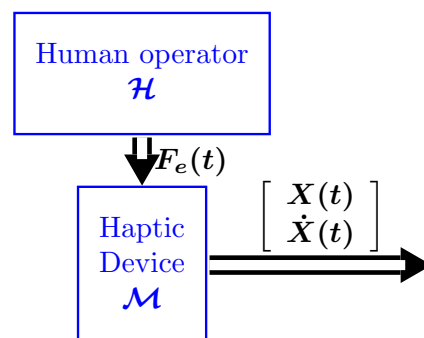 Human operator
𝓗
F_e(t)
X(t)
Ẋ(t)
Haptic
Device
𝓜